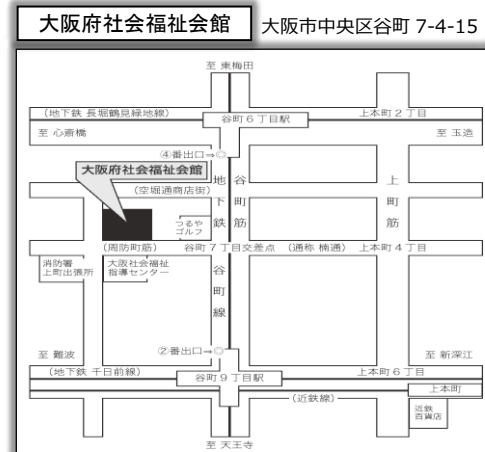 大阪府社会福祉会館 大阪市中央区谷町 7-4-15
至 東梅田
(地下鉄 長堀鶴見緑地線)
谷町6丁目駅
上本町2丁目
至 心斎橋
至 玉造
④番出口→◎
大阪府社会福祉会館
(空堀通商店街)
地下鉄 谷町線
谷町筋
上町筋
つるや
ゴルフ
(周防町筋)
谷町7丁目交差点
(通称 楠通)
上本町4丁目
消防署
上町出張所
大阪社会福祉
指導センター
②番出口→◎
至 難波
至 新深江
(地下鉄 千日前線)
谷町9丁目駅
上本町6丁目
上本町
(近鉄線)
近鉄
百貨店
至 天王寺